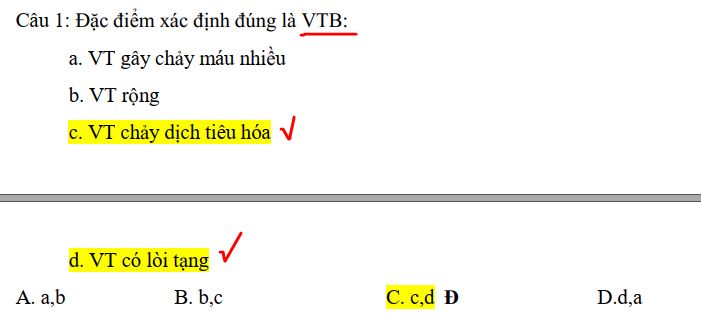 Câu 1: Đặc điểm xác định đúng là VTB:
a. VT gây chảy máu nhiều
b. VT rộng
c. VT chảy dịch tiêu hóa
d. VT có lòi tạng
A. a,b B. b,c C. c,d Đ D.d,a